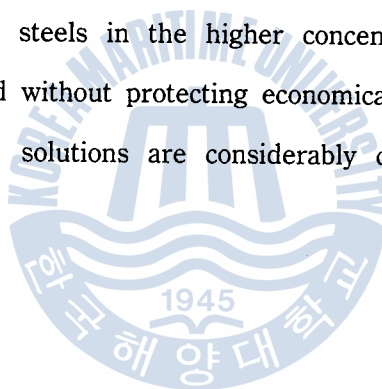 steels in the higher concen
d without protecting economica
solutions are considerably d
KOREA MARITIME UNIVERSITY
1945
한국해양대학교